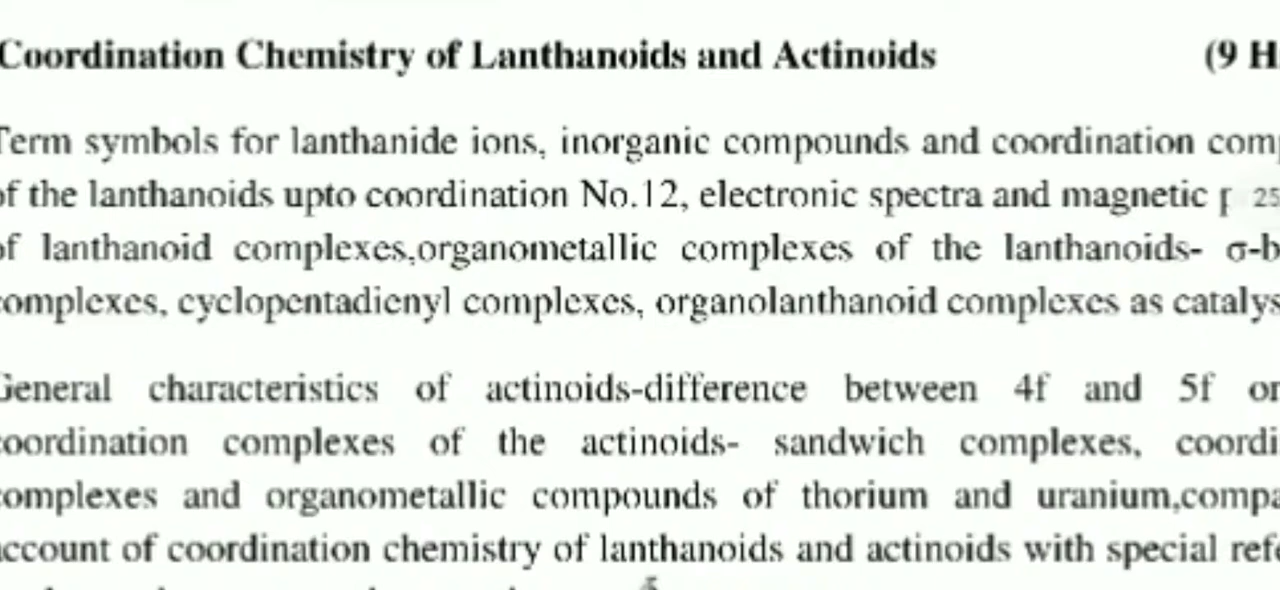 Coordination Chemistry of Lanthanoids and Actinoids (9 H
Term symbols for lanthanide ions, inorganic compounds and coordination comp
of the lanthanoids upto coordination No.12, electronic spectra and magnetic p 25
of lanthanoid complexes,organometallic complexes of the lanthanoids- σ-b
complexes, cyclopentadienyl complexes, organolanthanoid complexes as catalys
General characteristics of actinoids-difference between 4f and 5f or
coordination complexes of the actinoids- sandwich complexes, coordi
complexes and organometallic compounds of thorium and uranium,compa
account of coordination chemistry of lanthanoids and actinoids with special refe